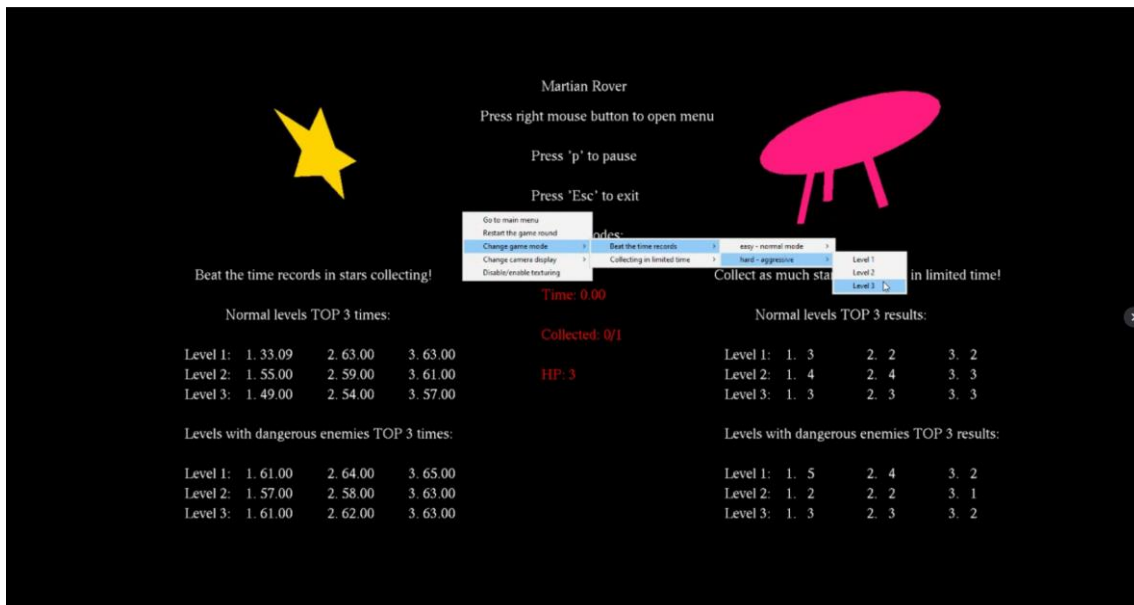 Martian Rover
Press right mouse button to open menu
Press 'p' to pause
Press 'Esc' to exit
odes:
Go to main menu
Restart the game round
Change game mode
Change camera display
Disable/enable texturing
Beat the time records
Collecting in limited time
easy - normal mode
hard - aggressive
Level 1
Level 2
Level 3
Time: 0.00
Collected: 0/1
HP: 3
Beat the time records in stars collecting!
Normal levels TOP 3 times:
Level 1: 1. 33.09 2. 63.00 3. 63.00
Level 2: 1. 55.00 2. 59.00 3. 61.00
Level 3: 1. 49.00 2. 54.00 3. 57.00
Levels with dangerous enemies TOP 3 times:
Level 1: 1. 61.00 2. 64.00 3. 65.00
Level 2: 1. 57.00 2. 58.00 3. 63.00
Level 3: 1. 61.00 2. 62.00 3. 63.00
Collect as much sta in limited time!
Normal levels TOP 3 results:
Level 1: 1. 3 2. 2 3. 2
Level 2: 1. 4 2. 4 3. 3
Level 3: 1. 3 2. 3 3. 3
Levels with dangerous enemies TOP 3 results:
Level 1: 1. 5 2. 4 3. 2
Level 2: 1. 2 2. 2 3. 1
Level 3: 1. 3 2. 3 3. 2